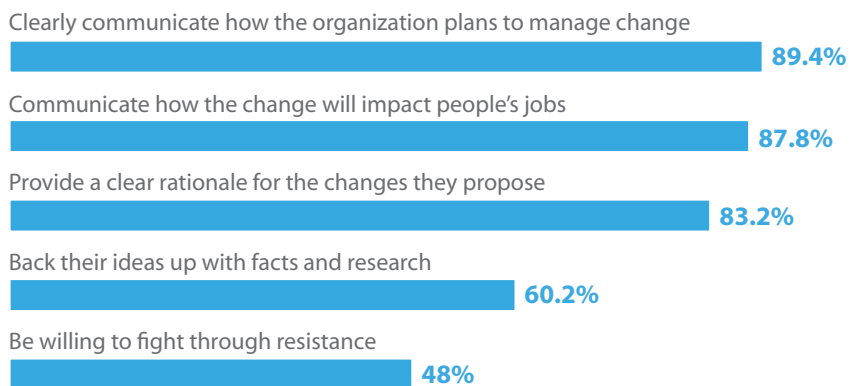 Clearly communicate how the organization plans to manage change
89.4%
Communicate how the change will impact people’s jobs
87.8%
Provide a clear rationale for the changes they propose
83.2%
Back their ideas up with facts and research
60.2%
Be willing to fight through resistance
48%